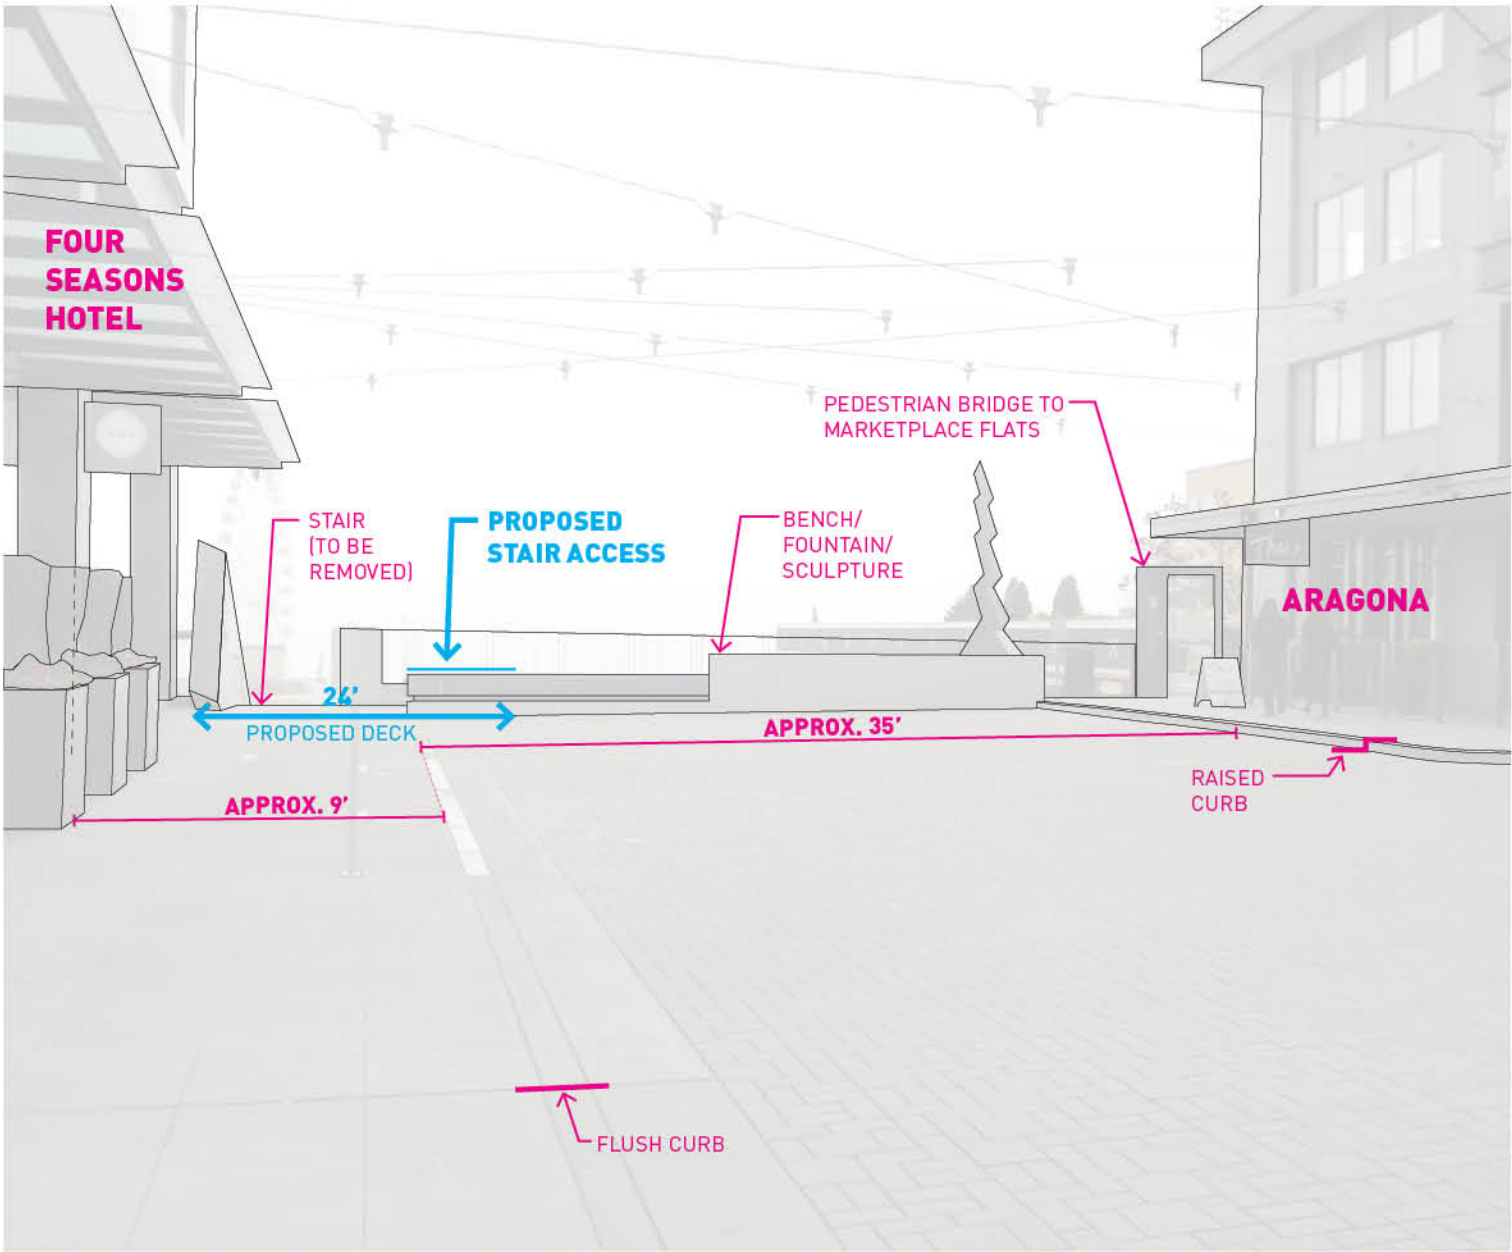 FOUR
SEASONS
HOTEL
PEDESTRIAN BRIDGE TO
MARKETPLACE FLATS
STAIR
(TO BE
REMOVED)
PROPOSED
STAIR ACCESS
BENCH/
FOUNTAIN/
SCULPTURE
ARAGONA
24’
PROPOSED DECK
APPROX. 35’
RAISED
CURB
APPROX. 9’
FLUSH CURB